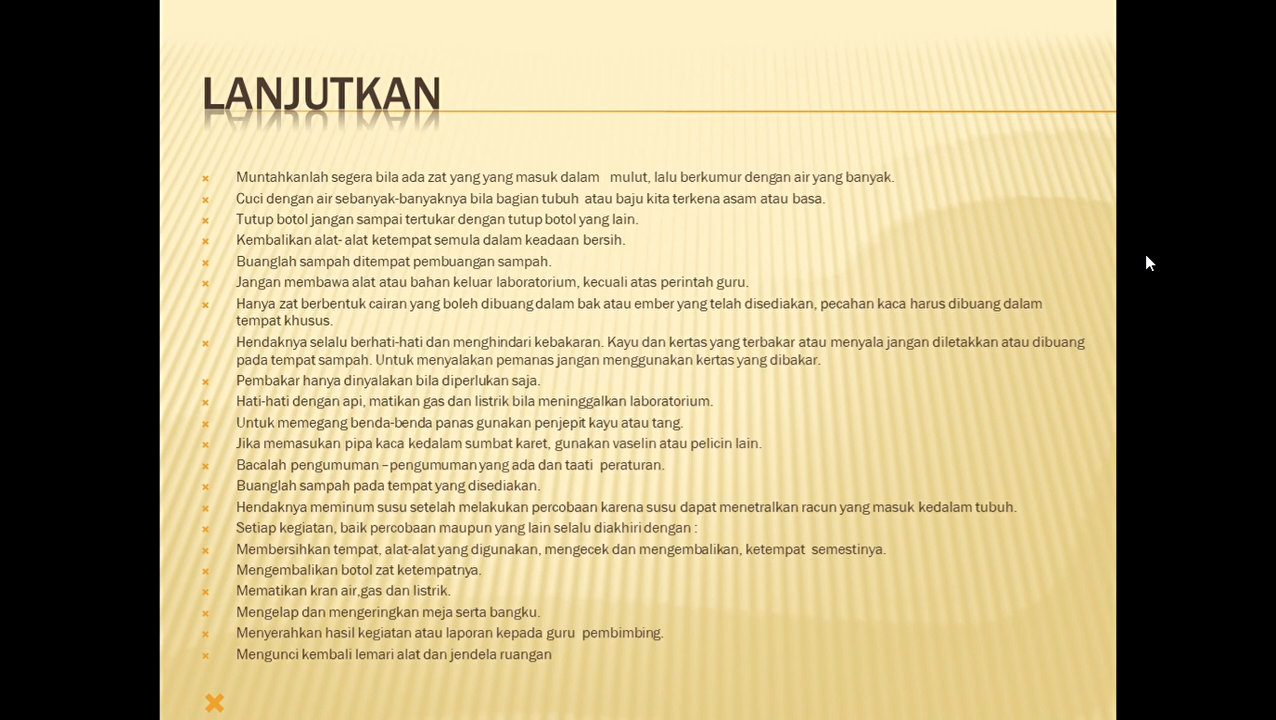 LANJUTKAN
Muntahkanlah segera bila ada zat yang yang masuk dalam mulut, lalu berkumur dengan air yang banyak.
Cuci dengan air sebanyak-banyaknya bila bagian tubuh atau baju kita terkena asam atau basa.
Tutup botol jangan sampai tertukar dengan tutup botol yang lain.
Kembalikan alat- alat ketempat semula dalam keadaan bersih.
Buanglah sampah ditempat pembuangan sampah.
Jangan membawa alat atau bahan keluar laboratorium, kecuali atas perintah guru.
Hanya zat berbentuk cairan yang boleh dibuang dalam bak atau ember yang telah disediakan, pecahan kaca harus dibuang dalam
tempat khusus.
Hendaknya selalu berhati-hati dan menghindari kebakaran. Kayu dan kertas yang terbakar atau menyala jangan diletakkan atau dibuang
pada tempat sampah. Untuk menyalakan pemanas jangan menggunakan kertas yang dibakar.
Pembakar hanya dinyalakan bila diperlukan saja.
Hati-hati dengan api, matikan gas dan listrik bila meninggalkan laboratorium.
Untuk memegang benda-benda panas gunakan penjepit kayu atau tang.
Jika memasukan pipa kaca kedalam sumbat karet, gunakan vaselin atau pelicin lain.
Bacalah pengumuman –pengumuman yang ada dan taati peraturan.
Buanglah sampah pada tempat yang disediakan.
Hendaknya meminum susu setelah melakukan percobaan karena susu dapat menetralkan racun yang masuk kedalam tubuh.
Setiap kegiatan, baik percobaan maupun yang lain selalu diakhiri dengan :
Membersihkan tempat, alat-alat yang digunakan, mengecek dan mengembalikan, ketempat semestinya.
Mengembalikan botol zat ketempatnya.
Mematikan kran air,gas dan listrik.
Mengelap dan mengeringkan meja serta bangku.
Menyerahkan hasil kegiatan atau laporan kepada guru pembimbing.
Mengunci kembali lemari alat dan jendela ruangan